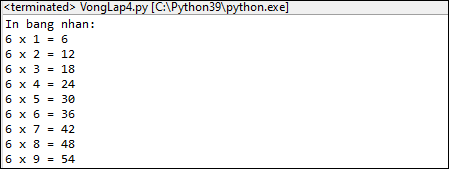 <terminated> VongLap4.py [C:\Python39\python.exe]
In bang nhan:
6 x 1 = 6
6 x 2 = 12
6 x 3 = 18
6 x 4 = 24
6 x 5 = 30
6 x 6 = 36
6 x 7 = 42
6 x 8 = 48
6 x 9 = 54